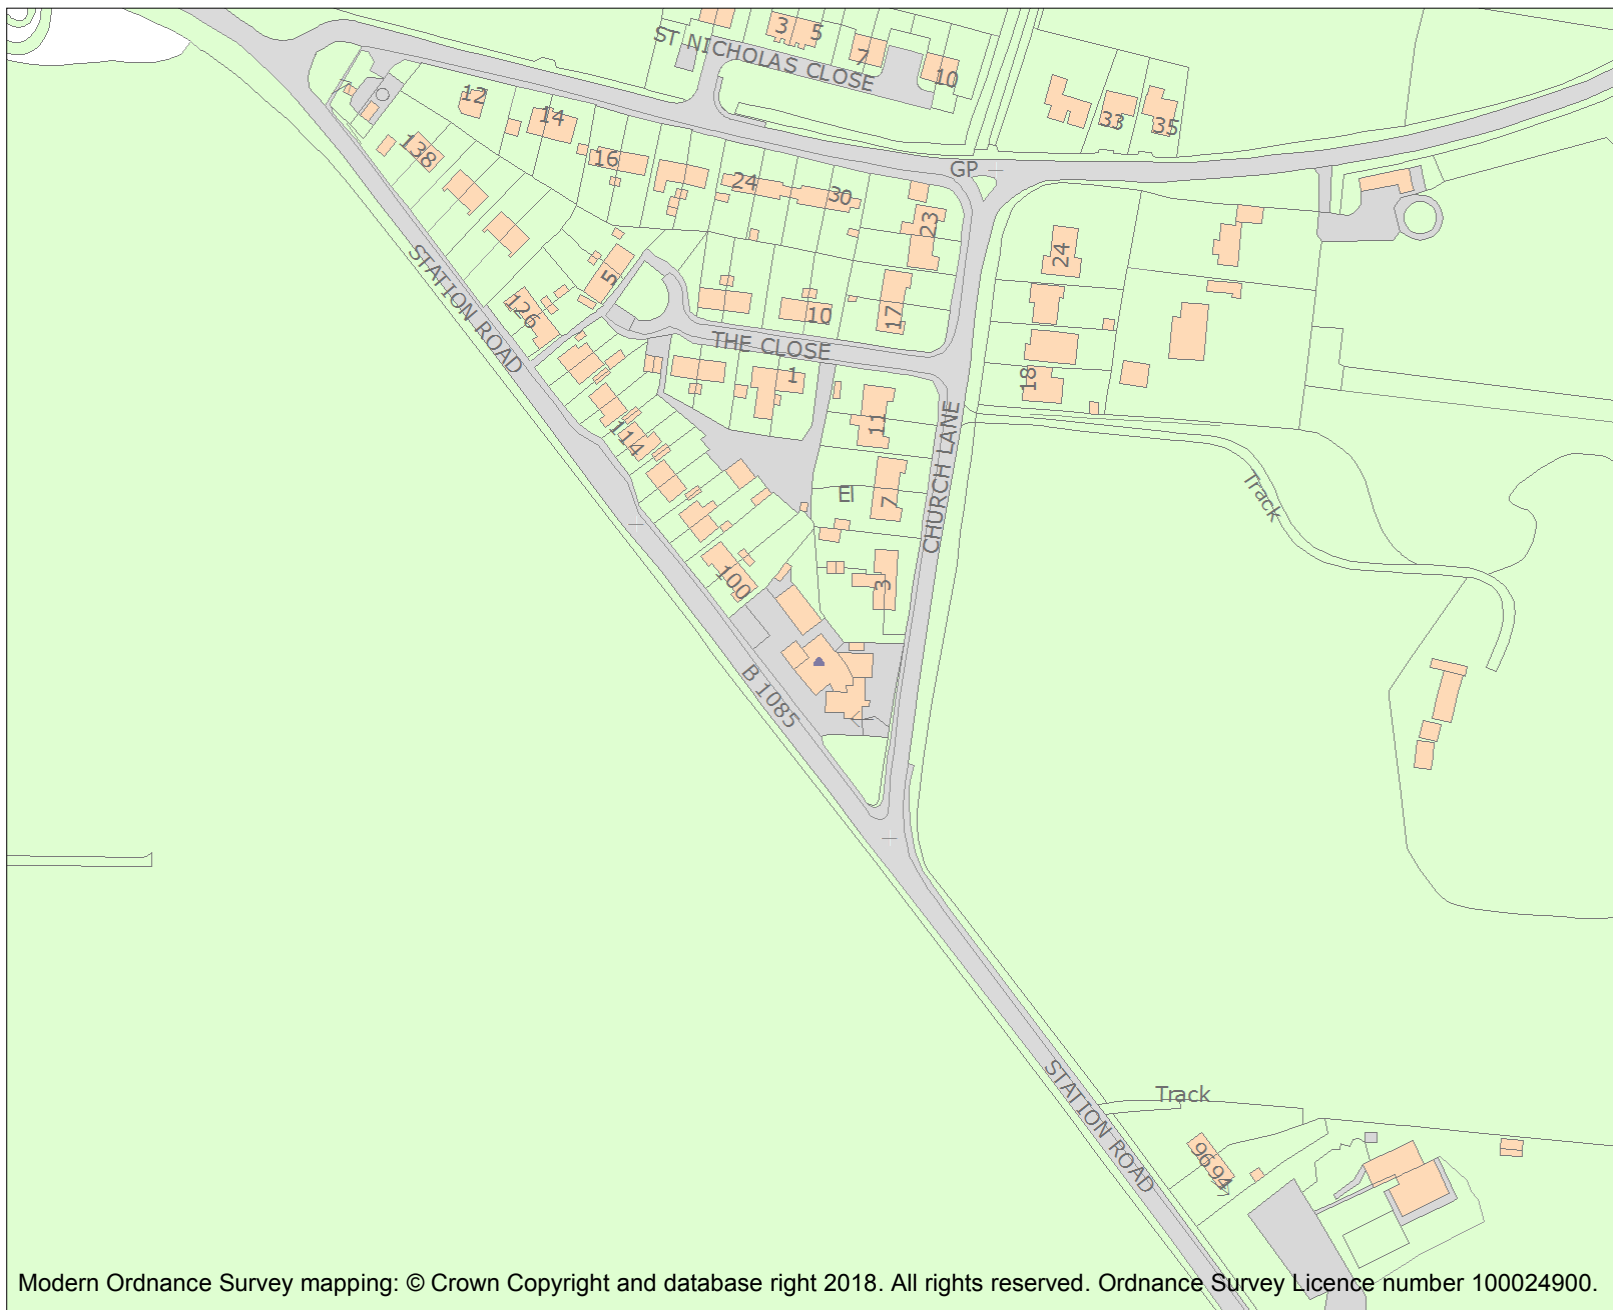 3
5
7
10
ST NICHOLAS CLOSE
12
14
16
24
30
GP
33
35
138
23
24
STATION ROAD
5
126
10
17
THE CLOSE
1
18
114
11
CHURCH LANE
El
7
Track
100
3
B 1085
STATION ROAD
Track
96
94
Modern Ordnance Survey mapping: © Crown Copyright and database right 2018. All rights reserved. Ordnance Survey Licence number 100024900.